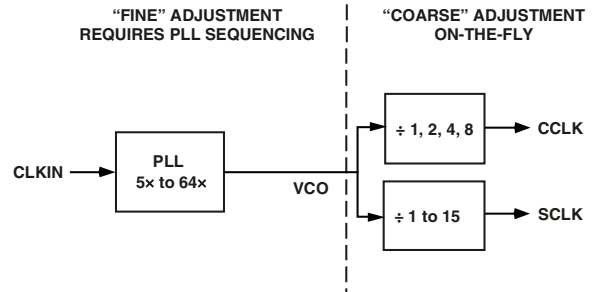 “FINE” ADJUSTMENT
REQUIRES PLL SEQUENCING
“COARSE” ADJUSTMENT
ON-THE-FLY
CLKIN
PLL
5× to 64×
VCO
÷ 1, 2, 4, 8
CCLK
÷ 1 to 15
SCLK